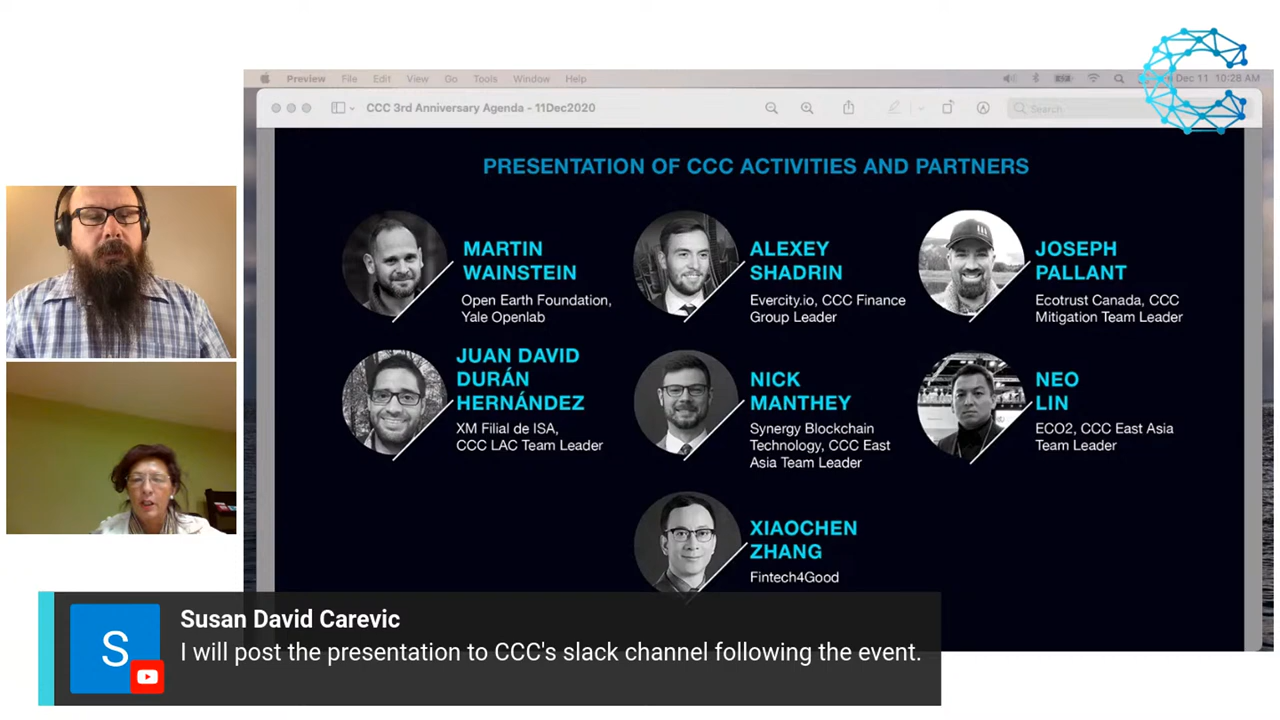 Preview File Edit View Go Tools Window Help
Dec 11 10:28 AM
CCC 3rd Anniversary Agenda - 11Dec2020
Search
PRESENTATION OF CCC ACTIVITIES AND PARTNERS
MARTIN
WAINSTEIN
Open Earth Foundation,
Yale Openlab
ALEXEY
SHADRIN
Evercity.io, CCC Finance
Group Leader
JOSEPH
PALLANT
Ecotrust Canada, CCC
Mitigation Team Leader
JUAN DAVID
DURÁN
HERNÁNDEZ
XM Filial de ISA,
CCC LAC Team Leader
NICK
MANTHEY
Synergy Blockchain
Technology, CCC East
Asia Team Leader
NEO
LIN
ECO2, CCC East Asia
Team Leader
XIAOCHEN
ZHANG
Fintech4Good
S
Susan David Carevic
I will post the presentation to CCC's slack channel following the event.